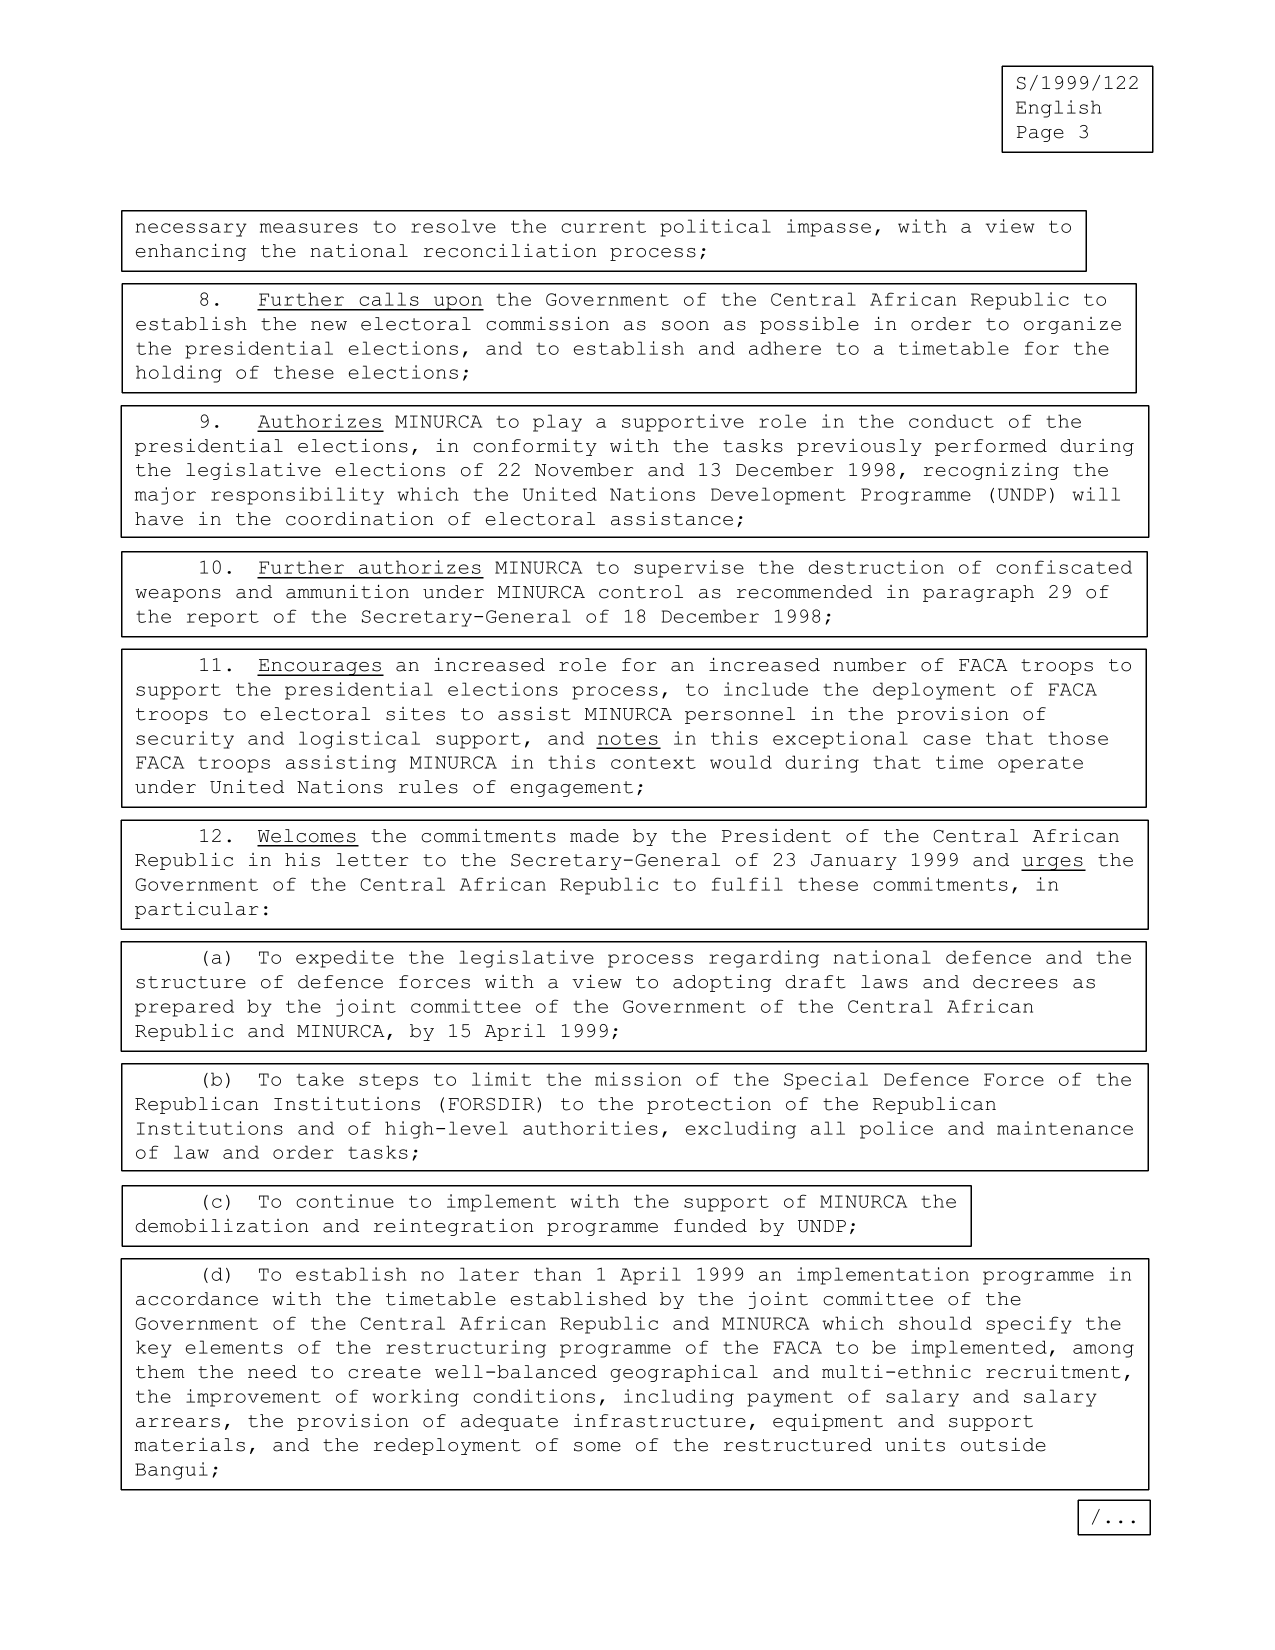 S/1999/122
English
Page 3
necessary measures to resolve the current political impasse, with a view to
enhancing the national reconciliation process;
8. Further calls upon the Government of the Central African Republic to
establish the new electoral commission as soon as possible in order to organize
the presidential elections, and to establish and adhere to a timetable for the
holding of these elections;
9. Authorizes MINURCA to play a supportive role in the conduct of the
presidential elections, in conformity with the tasks previously performed during
the legislative elections of 22 November and 13 December 1998, recognizing the
major responsibility which the United Nations Development Programme (UNDP) will
have in the coordination of electoral assistance;
10. Further authorizes MINURCA to supervise the destruction of confiscated
weapons and ammunition under MINURCA control as recommended in paragraph 29 of
the report of the Secretary-General of 18 December 1998;
11. Encourages an increased role for an increased number of FACA troops to
support the presidential elections process, to include the deployment of FACA
troops to electoral sites to assist MINURCA personnel in the provision of
security and logistical support, and notes in this exceptional case that those
FACA troops assisting MINURCA in this context would during that time operate
under United Nations rules of engagement;
12. Welcomes the commitments made by the President of the Central African
Republic in his letter to the Secretary-General of 23 January 1999 and urges the
Government of the Central African Republic to fulfil these commitments, in
particular:
(a) To expedite the legislative process regarding national defence and the
structure of defence forces with a view to adopting draft laws and decrees as
prepared by the joint committee of the Government of the Central African
Republic and MINURCA, by 15 April 1999;
(b) To take steps to limit the mission of the Special Defence Force of the
Republican Institutions (FORSDIR) to the protection of the Republican
Institutions and of high-level authorities, excluding all police and maintenance
of law and order tasks;
(c) To continue to implement with the support of MINURCA the
demobilization and reintegration programme funded by UNDP;
(d) To establish no later than 1 April 1999 an implementation programme in
accordance with the timetable established by the joint committee of the
Government of the Central African Republic and MINURCA which should specify the
key elements of the restructuring programme of the FACA to be implemented, among
them the need to create well-balanced geographical and multi-ethnic recruitment,
the improvement of working conditions, including payment of salary and salary
arrears, the provision of adequate infrastructure, equipment and support
materials, and the redeployment of some of the restructured units outside
Bangui;
/...